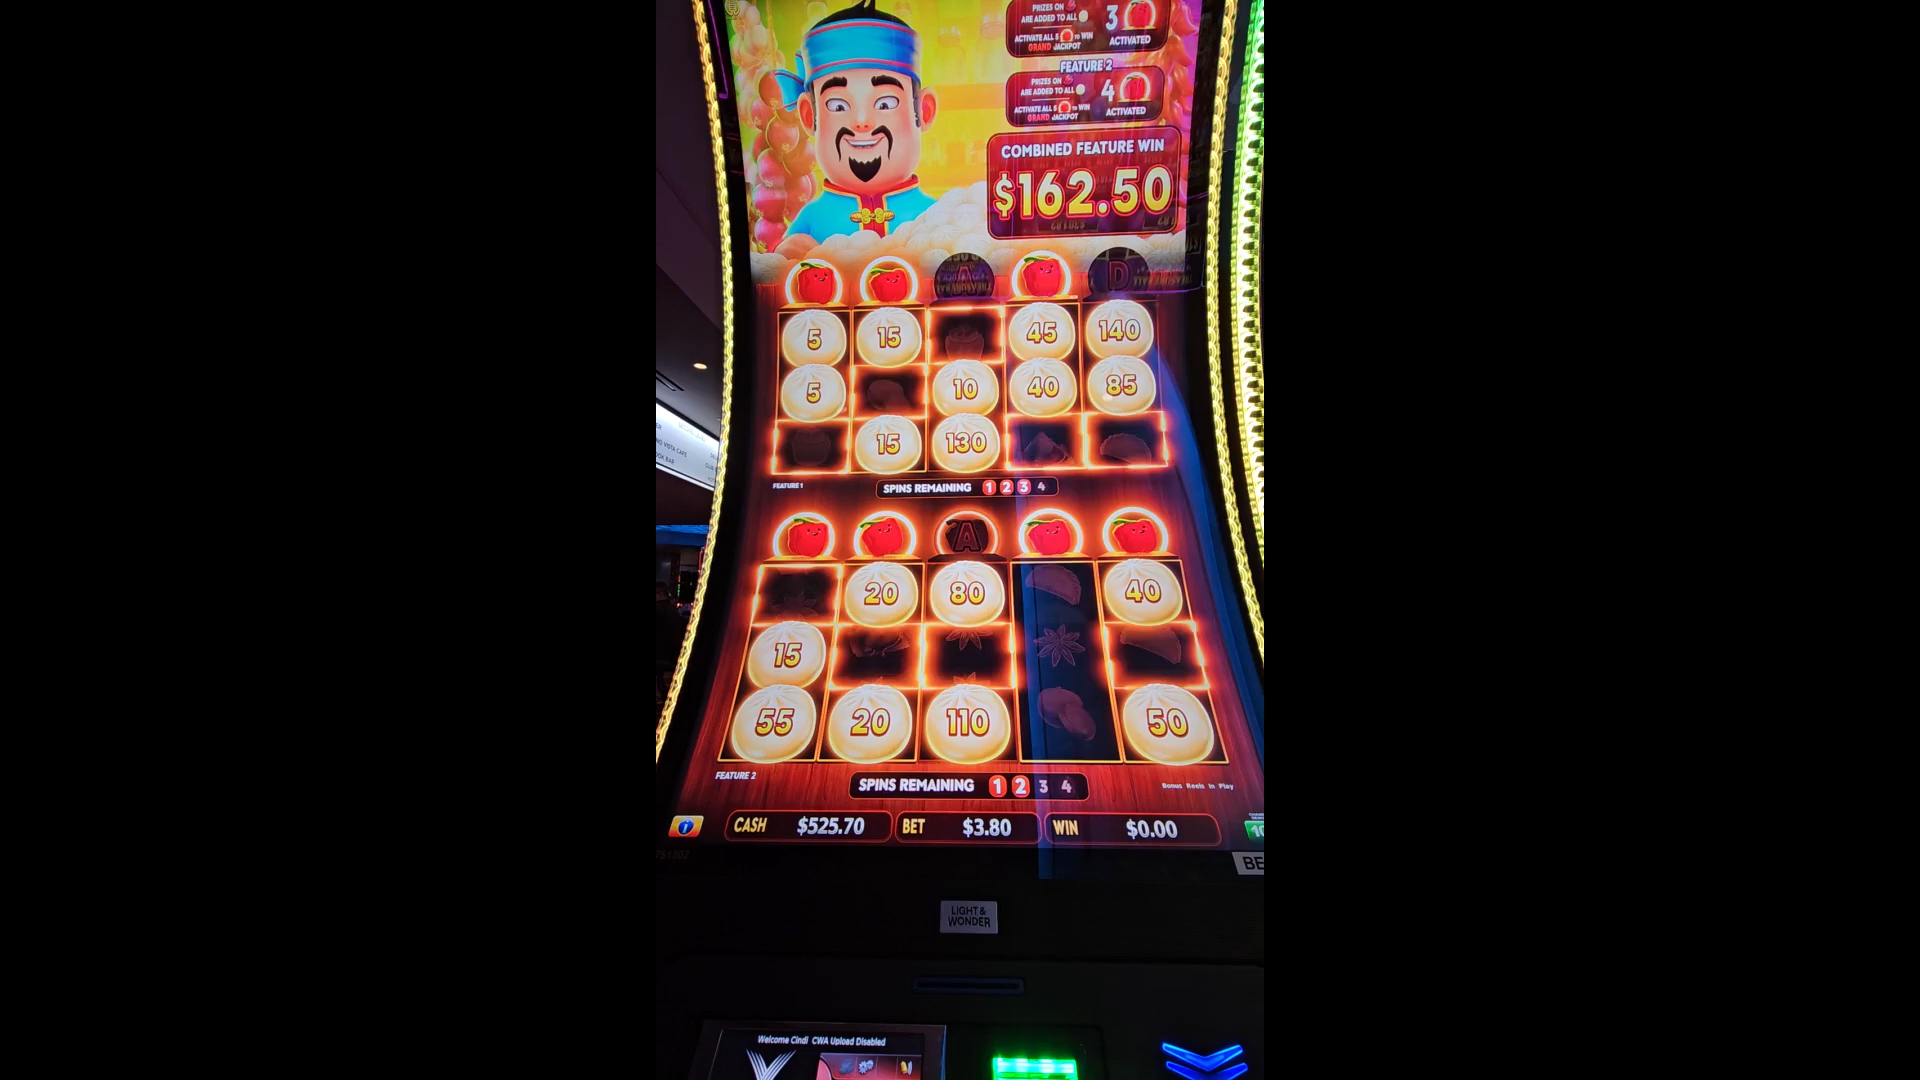 PRIZES ON
ARE ADDED TO ALL
3
ACTIVATE ALL 5 TO WIN
GRAND JACKPOT
ACTIVATED
FEATURE 2
PRIZES ON
ARE ADDED TO ALL
4
ACTIVATE ALL 5 TO WIN
GRAND JACKPOT
ACTIVATED
COMBINED FEATURE WIN
$162.50
A D
5 15 45 140
5 10 40 85
15 130
FEATURE 1
SPINS REMAINING 1 2 3 4
A
20 80 40
15
55 20 110 50
FEATURE 2
SPINS REMAINING 1 2 3 4
Bonus Reels In Play
CASH $525.70 BET $3.80 WIN $0.00
BE
LIGHT &
WONDER
Welcome Cindi CWA Upload Disabled